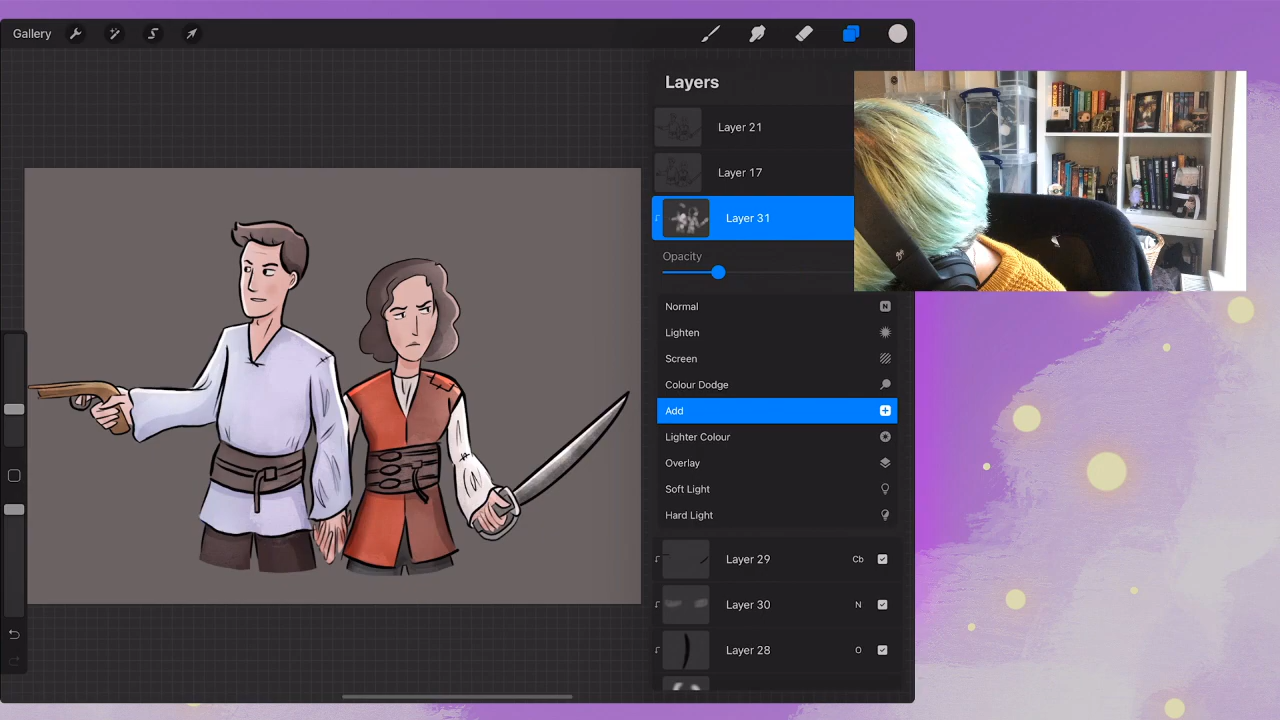 Gallery
Layers
Layer 21
Layer 17
Layer 31
Opacity
Normal N
Lighten
Screen
Colour Dodge
Add
Lighter Colour
Overlay
Soft Light
Hard Light
Layer 29 Cb
Layer 30 N
Layer 28 O